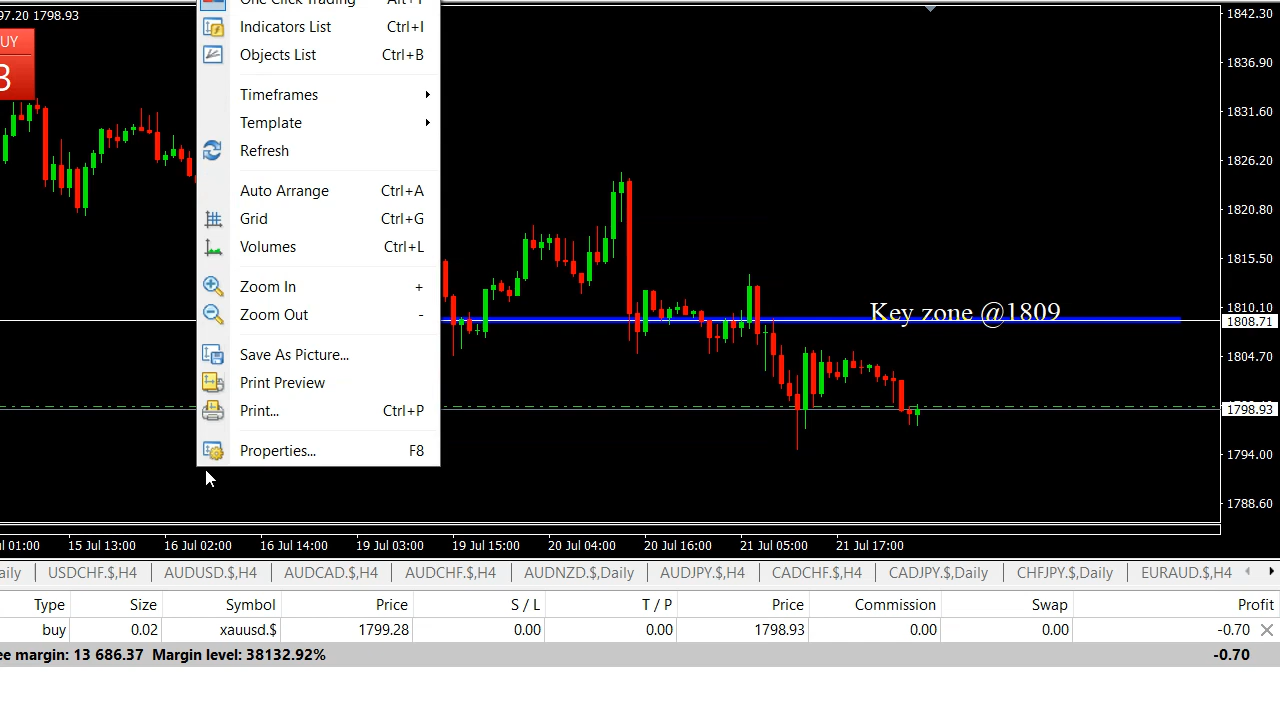 97.20 1798.93
UY
3
One Click Trading Alt+T
Indicators List Ctrl+I
Objects List Ctrl+B
Timeframes
Template
Refresh
Auto Arrange Ctrl+A
Grid Ctrl+G
Volumes Ctrl+L
Zoom In +
Zoom Out -
Save As Picture...
Print Preview
Print... Ctrl+P
Properties... F8
Key zone @1809
1842.30
1836.90
1831.60
1826.20
1820.80
1815.50
1810.10
1808.71
1804.70
1798.93
1794.00
1788.60
ul 01:00 15 Jul 13:00 16 Jul 02:00 16 Jul 14:00 19 Jul 03:00 19 Jul 15:00 20 Jul 04:00 20 Jul 16:00 21 Jul 05:00 21 Jul 17:00
aily USDCHF.$,H4 AUDUSD.$,H4 AUDCAD.$,H4 AUDCHF.$,H4 AUDNZD.$,Daily AUDJPY.$,H4 CADCHF.$,H4 CADJPY.$,Daily CHFJPY.$,Daily EURAUD.$,H4
Type Size Symbol Price S / L T / P Price Commission Swap Profit
buy 0.02 xauusd.$ 1799.28 0.00 0.00 1798.93 0.00 0.00 -0.70
ee margin: 13 686.37 Margin level: 38132.92% -0.70